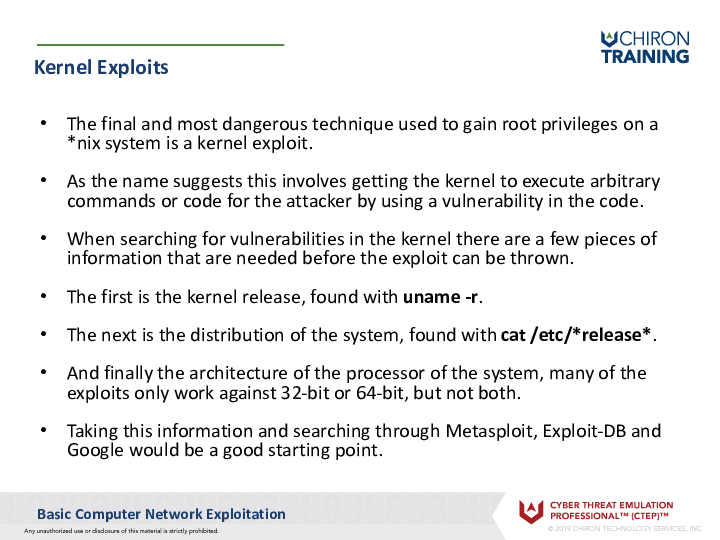 CHIRON
TRAINING
Kernel Exploits
• The final and most dangerous technique used to gain root privileges on a
*nix system is a kernel exploit.
• As the name suggests this involves getting the kernel to execute arbitrary
commands or code for the attacker by using a vulnerability in the code.
• When searching for vulnerabilities in the kernel there are a few pieces of
information that are needed before the exploit can be thrown.
• The first is the kernel release, found with uname -r.
• The next is the distribution of the system, found with cat /etc/*release*.
• And finally the architecture of the processor of the system, many of the
exploits only work against 32-bit or 64-bit, but not both.
• Taking this information and searching through Metasploit, Exploit-DB and
Google would be a good starting point.
Basic Computer Network Exploitation
CYBER THREAT EMULATION
PROFESSIONAL™ (CTEP)™
Any unauthorized use or disclosure of this material is strictly prohibited.
© 2019 CHIRON TECHNOLOGY SERVICES, INC.